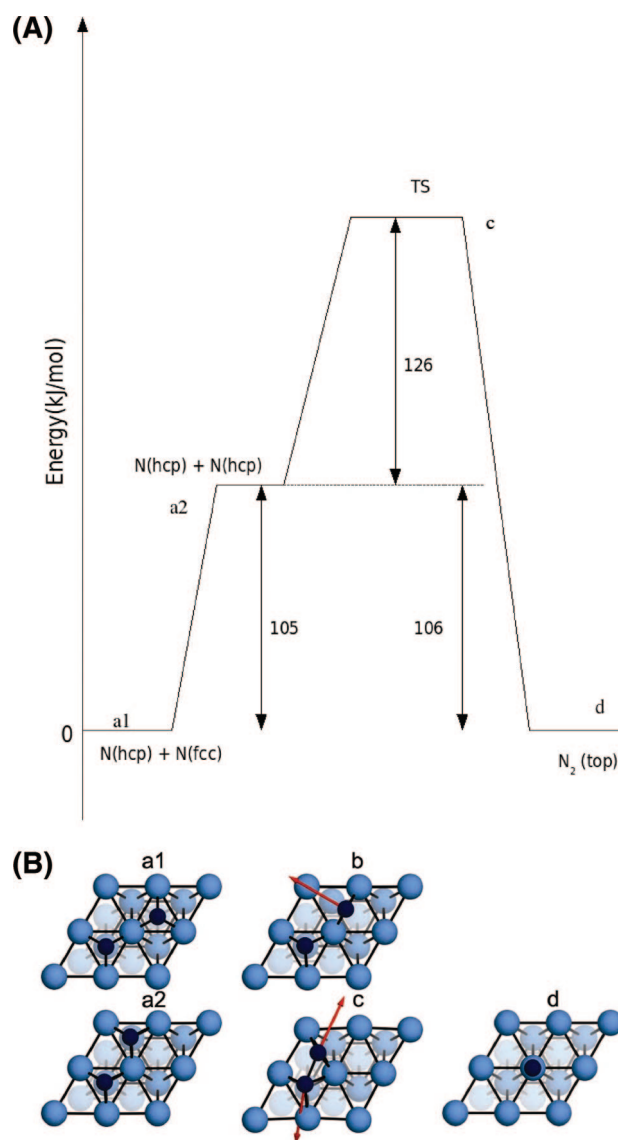 (A)
TS
c
Energy(kJ/mol)
126
N(hcp) + N(hcp)
a2
105
106
a1
d
0
N(hcp) + N(fcc)
N₂ (top)
(B)
a1
b
a2
c
d